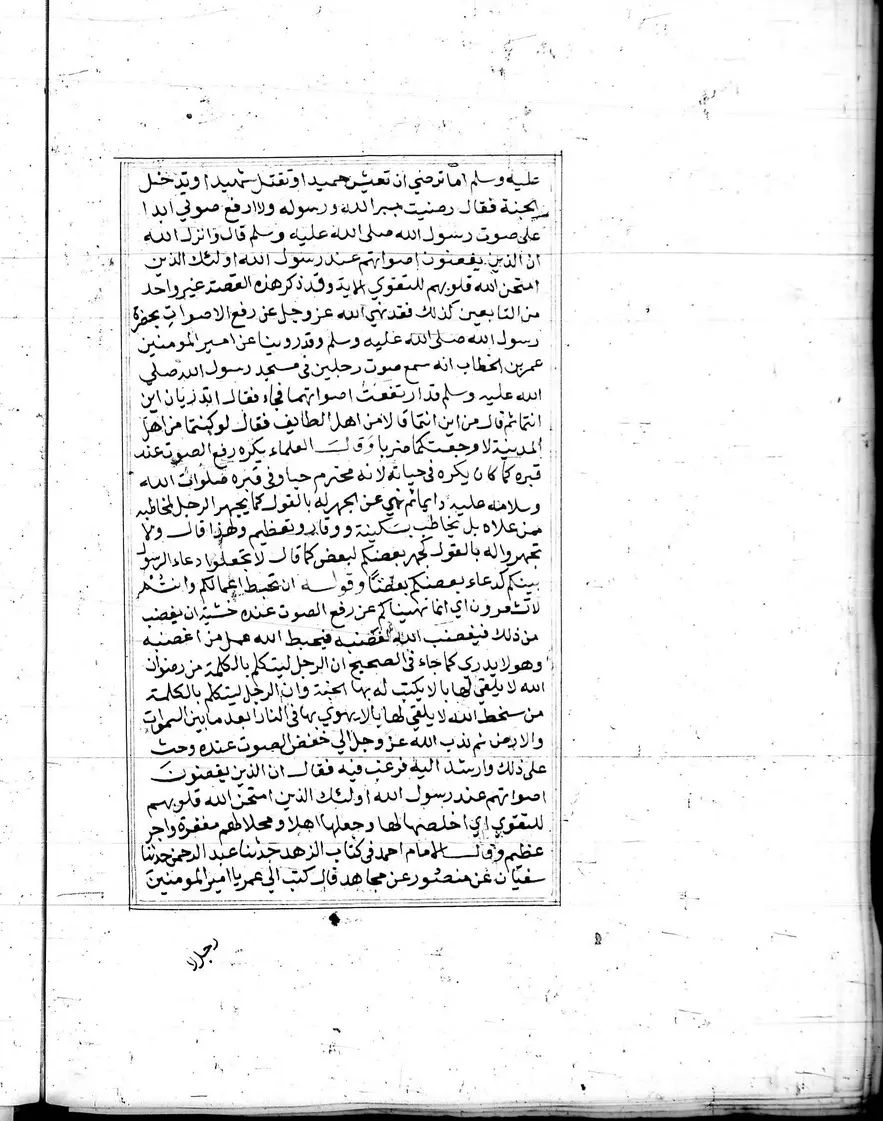 عليه وسلم اما ترضي ان تعيش حميدا وتقتل شهيدا وتدخل
الجنة فقال رضيت ببشر الله ورسوله ولا ارفع صوتي ابدا
على صوت رسول الله صلى الله عليه وسلم قال وانزل الله
ان الذين يغضون اصواتهم عند رسول الله اولئك الذين
امتحن الله قلوبهم للتقوي الاية وقد ذكر هذه القصة غير واحد
من التابعين كذلك فقد نهي الله عز وجل عن رفع الاصوات بحضرة
رسول الله صلى الله عليه وسلم وقد روينا عن امير المومنين
عمر بن الخطاب انه سمع صوت رجلين في مسجد رسول الله صلي
الله عليه وسلم قد ارتفعت اصواتهما فجاء فقال اتدريان اين
انتما ثم قال من اين انتما قالا من اهل الطايف فقال لو كنتما من اهل
المدينة لاوجعتكما ضربا وقال العلماء يكره رفع الصوت عند
قبره كما كان يكره في حياته لانه محترم حيا وفي قبره صلوات الله
وسلامه عليه دايما ثم نهي عن الجهر له بالقول كما يجهر الرجل لمخاطبه
ممن علاه بل يخاطب بسكينة ووقار وتعظيم ولهذا قال ولا
تجهروا له بالقول كجهر بعضكم لبعض كما قال لا تجعلوا دعاء الرسول
بينكم كدعاء بعضكم بعضا وقوله ان تحبط اعمالكم وانتم
لا تشعرون اي انما نهيناكم عن رفع الصوت عنده خشية ان يغضب
من ذلك فيغضب الله لغضبه فيحبط الله عمل من اغضبه
وهو لا يدري كما جاء في الصحيح ان الرجل ليتكلم بالكلمة من رضوان
الله لا يلقي لها بالا يكتب له بها الجنة وان الرجل ليتكلم بالكلمة
من سخط الله لا يلقي لها بالا يهوي بها في النار ابعد ما بين السموات
والارض ثم ندب الله عز وجل الي خفض الصوت عنده وحث
على ذلك وارشد اليه فرغب فيه فقال ان الذين يغضون
اصواتهم عند رسول الله اولئك الذين امتحن الله قلوبهم
للتقوي اي اخلصها لها وجعلها اهلا ومحلا لهم مغفرة واجر
عظيم وقال الامام احمد في كتاب الزهد حدثنا عبد الرحمن حدثنا
سفيان عن منصور عن مجاهد قال كتب الي عمر يا امير المومنين
رجل لا